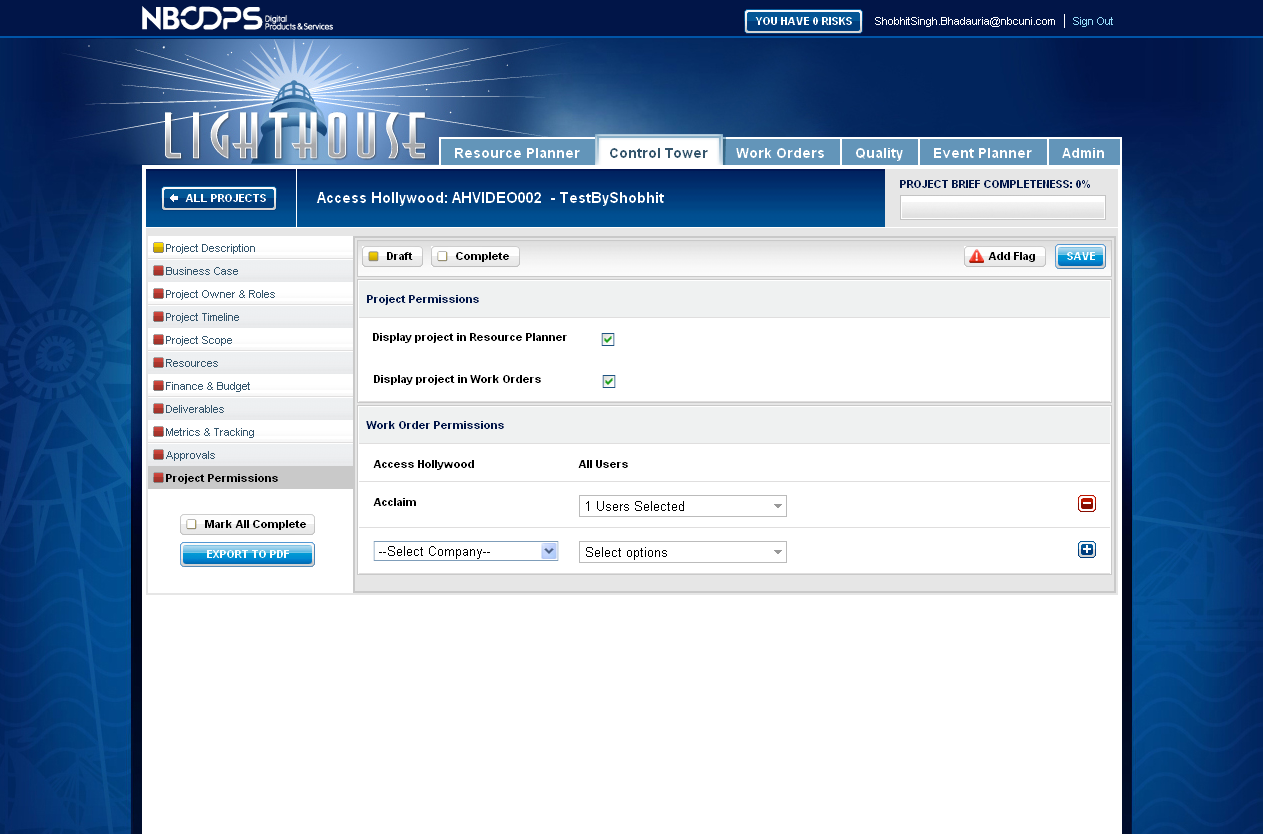 NBCDPS Digital Products & Services
YOU HAVE 0 RISKS ShobhitSingh.Bhadauria@nbcuni.com Sign Out
LIGHTHOUSE
Resource Planner Control Tower Work Orders Quality Event Planner Admin
ALL PROJECTS Access Hollywood: AHVIDEO002 - TestByShobhit PROJECT BRIEF COMPLETENESS: 0%
Project Description
Business Case
Project Owner & Roles
Project Timeline
Project Scope
Resources
Finance & Budget
Deliverables
Metrics & Tracking
Approvals
Project Permissions
Mark All Complete
EXPORT TO PDF
Draft Complete Add Flag SAVE
Project Permissions
Display project in Resource Planner
Display project in Work Orders
Work Order Permissions
Access Hollywood All Users
Acclaim 1 Users Selected
--Select Company-- Select options